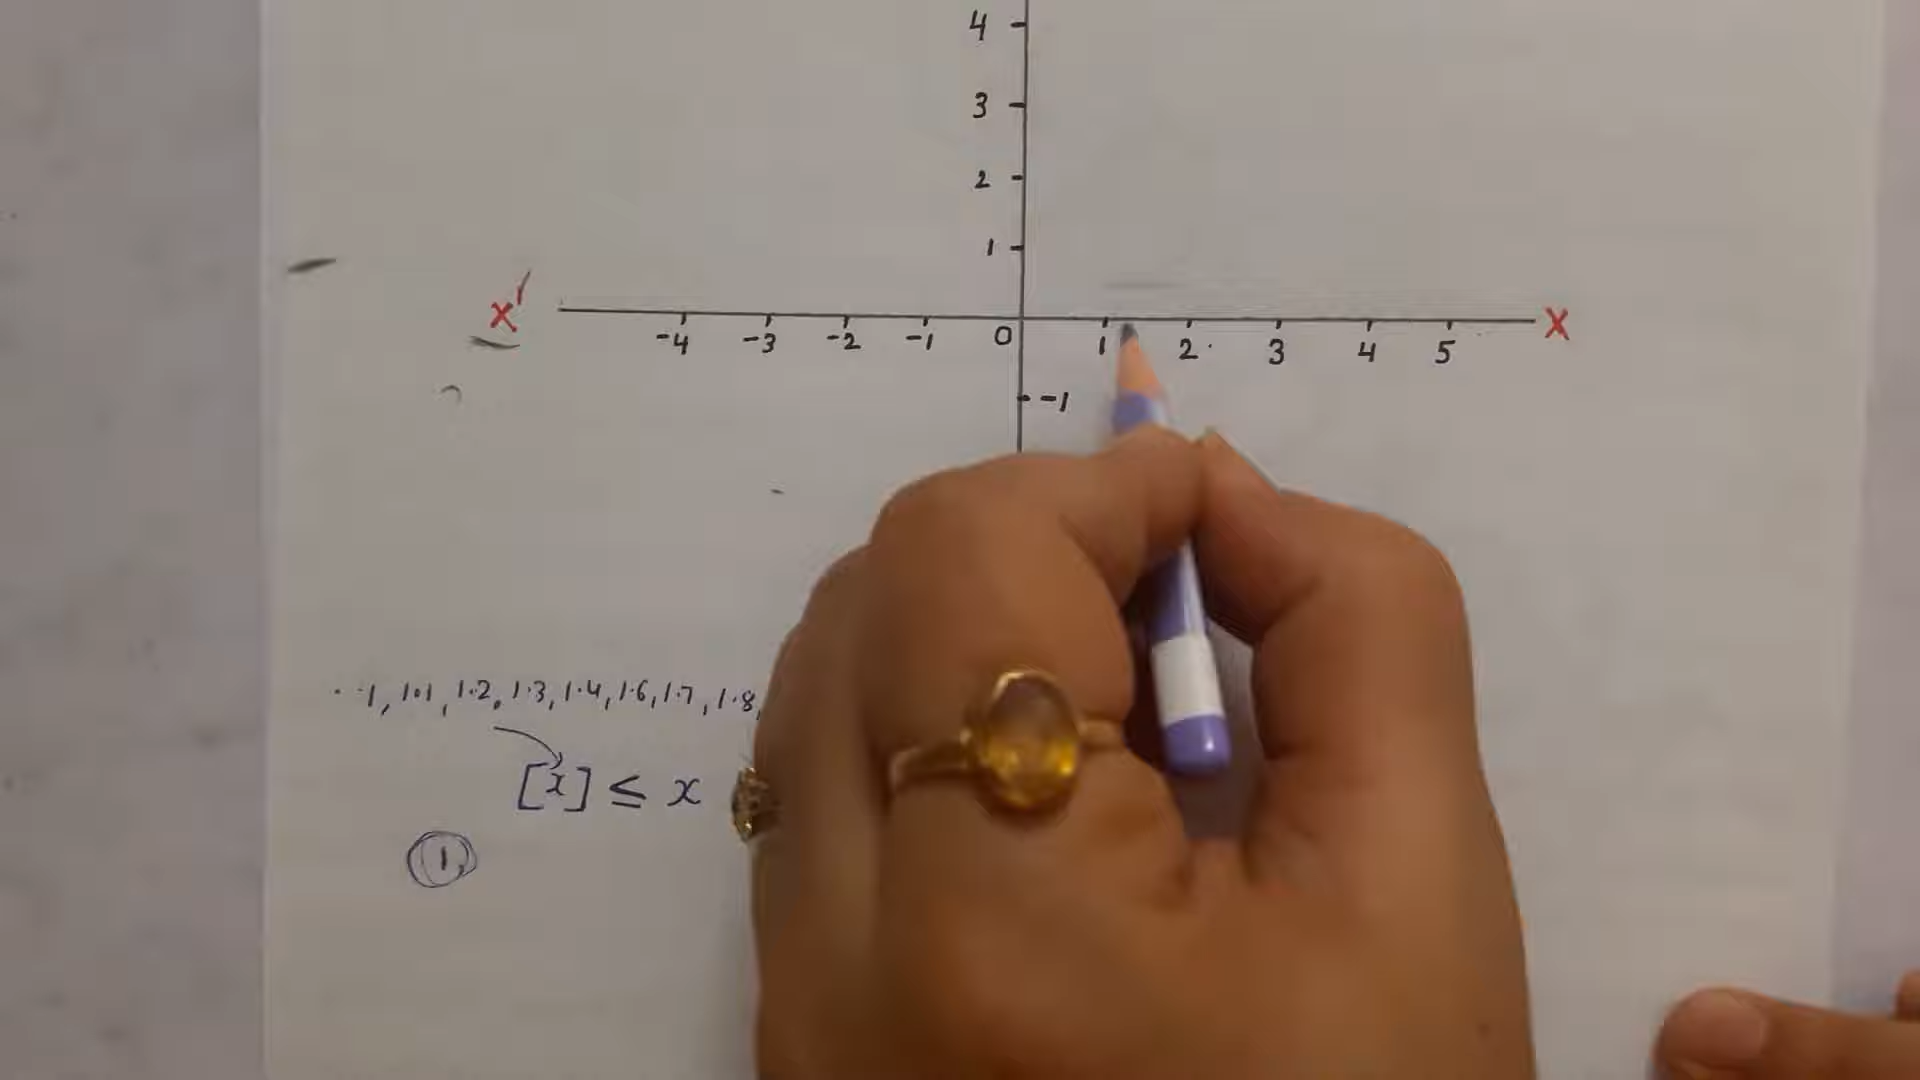 4
3
2
1
X'
-4 -3 -2 -1 0 1 2 3 4 5
X
-1
1, 1.1, 1.2, 1.3, 1.4, 1.6, 1.7, 1.8,
[x] ≤ x
1